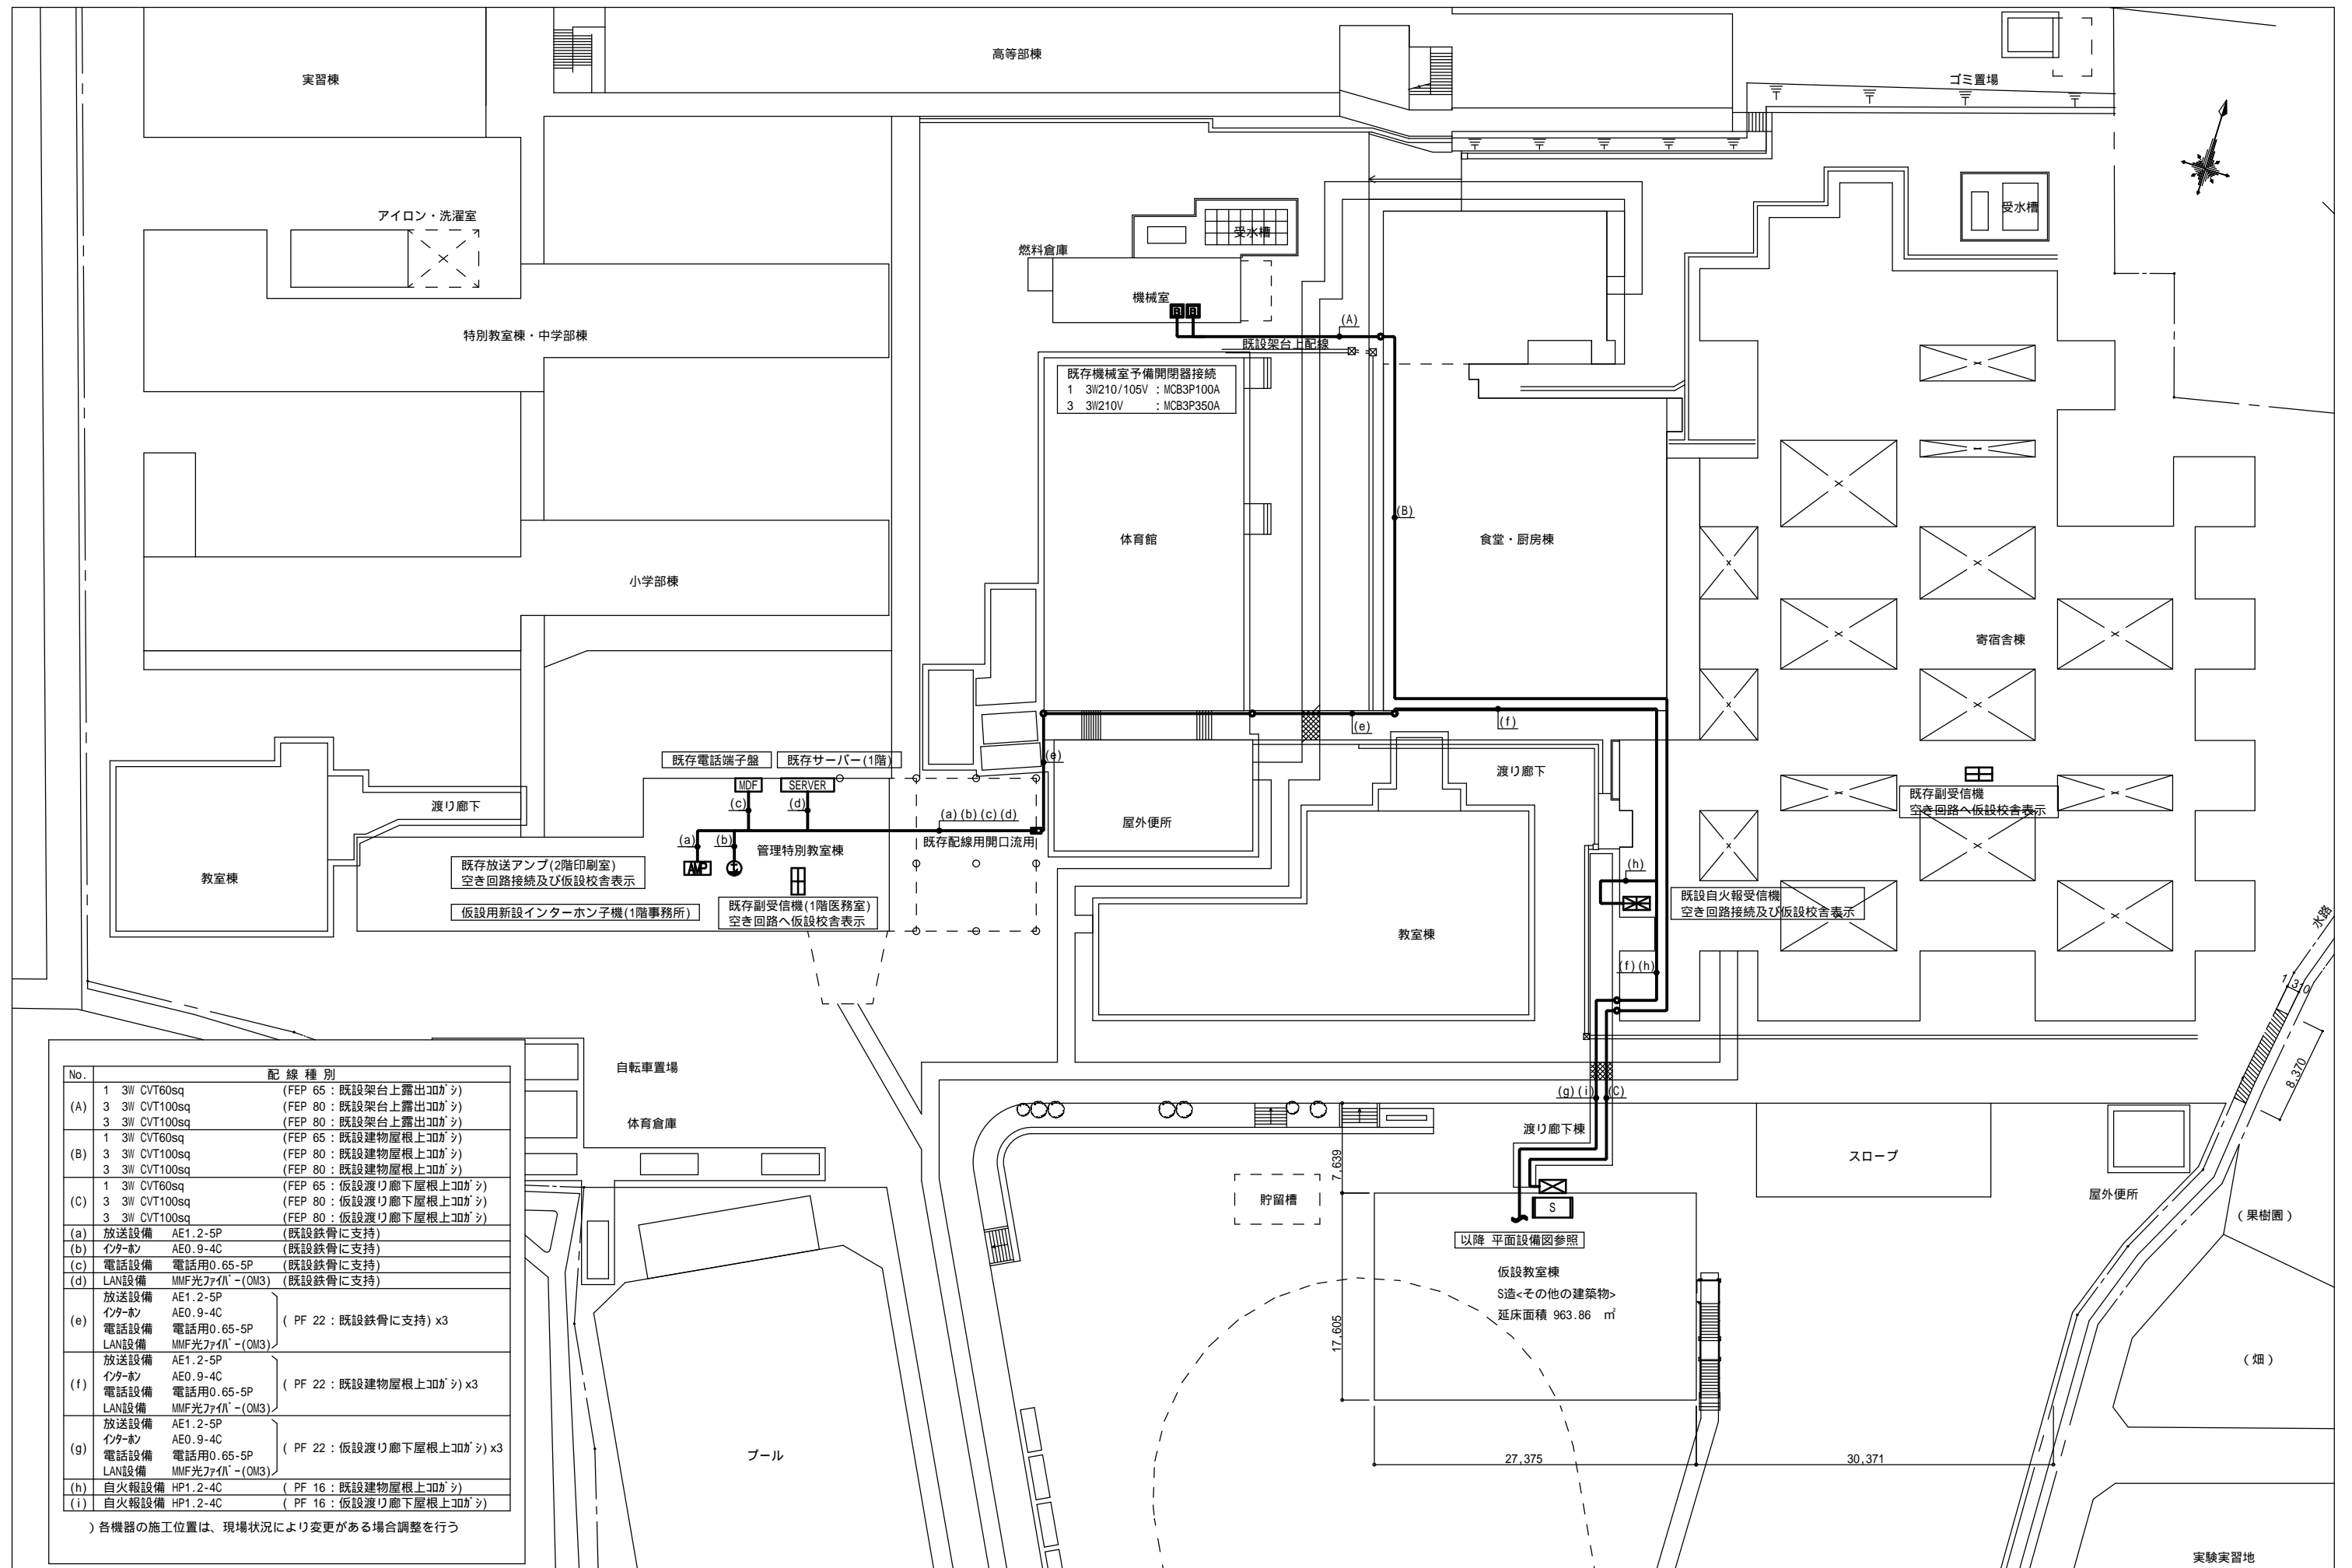 実習棟
高等部棟
ゴミ置場
アイロン・洗濯室
受水槽
受水槽
燃料倉庫
機械室
特別教室棟・中学部棟
(A)
既設架台上配線
既存機械室予備開閉器接続
1 3W210/105V : MCB3P100A
3 3W210V : MCB3P350A
(B)
体育館
食堂・厨房棟
小学部棟
寄宿舎棟
(e)
(f)
(e)
既存電話端子盤
既存サーバー(1階)
MDF
SERVER
(c)
(d)
渡り廊下
渡り廊下
既存副受信機
空き回路へ仮設校舎表示
(a)(b)(c)(d)
屋外便所
既存配線用開口流用
(a)
(b)
管理特別教室棟
AMP
教室棟
既存放送アンプ(2階印刷室)
空き回路接続及び仮設校舎表示
仮設用新設インターホン子機(1階事務所)
既存副受信機(1階医務室)
空き回路へ仮設校舎表示
(h)
既設自火報受信機
空き回路接続及び仮設校舎表示
教室棟
水路
(f)(h)
1,310
8,370
自転車置場
体育倉庫
(g)(i)
(C)
渡り廊下棟
スロープ
7,639
貯留槽
S
屋外便所
(果樹園)
以降 平面設備図参照
仮設教室棟
S造<その他の建築物>
延床面積 963.86 ㎡
17,605
(畑)
プール
27,375
30,371
実験実習地
No. 配 線 種 別
(A) 1 3W CVT60sq (FEP 65 : 既設架台上露出ｺﾛｶﾞｼ)
3 3W CVT100sq (FEP 80 : 既設架台上露出ｺﾛｶﾞｼ)
3 3W CVT100sq (FEP 80 : 既設架台上露出ｺﾛｶﾞｼ)
(B) 1 3W CVT60sq (FEP 65 : 既設建物屋根上ｺﾛｶﾞｼ)
3 3W CVT100sq (FEP 80 : 既設建物屋根上ｺﾛｶﾞｼ)
3 3W CVT100sq (FEP 80 : 既設建物屋根上ｺﾛｶﾞｼ)
(C) 1 3W CVT60sq (FEP 65 : 仮設渡り廊下屋根上ｺﾛｶﾞｼ)
3 3W CVT100sq (FEP 80 : 仮設渡り廊下屋根上ｺﾛｶﾞｼ)
3 3W CVT100sq (FEP 80 : 仮設渡り廊下屋根上ｺﾛｶﾞｼ)
(a) 放送設備 AE1.2-5P (既設鉄骨に支持)
(b) ｲﾝﾀｰﾎﾝ AE0.9-4C (既設鉄骨に支持)
(c) 電話設備 電話用0.65-5P (既設鉄骨に支持)
(d) LAN設備 MMF光ﾌｧｲﾊﾞｰ(OM3) (既設鉄骨に支持)
(e) 放送設備 AE1.2-5P
ｲﾝﾀｰﾎﾝ AE0.9-4C
電話設備 電話用0.65-5P
LAN設備 MMF光ﾌｧｲﾊﾞｰ(OM3)
( PF 22 : 既設鉄骨に支持) x3
(f) 放送設備 AE1.2-5P
ｲﾝﾀｰﾎﾝ AE0.9-4C
電話設備 電話用0.65-5P
LAN設備 MMF光ﾌｧｲﾊﾞｰ(OM3)
( PF 22 : 既設建物屋根上ｺﾛｶﾞｼ) x3
(g) 放送設備 AE1.2-5P
ｲﾝﾀｰﾎﾝ AE0.9-4C
電話設備 電話用0.65-5P
LAN設備 MMF光ﾌｧｲﾊﾞｰ(OM3)
( PF 22 : 仮設渡り廊下屋根上ｺﾛｶﾞｼ) x3
(h) 自火報設備 HP1.2-4C ( PF 16 : 既設建物屋根上ｺﾛｶﾞｼ)
(i) 自火報設備 HP1.2-4C ( PF 16 : 仮設渡り廊下屋根上ｺﾛｶﾞｼ)
)各機器の施工位置は、現場状況により変更がある場合調整を行う